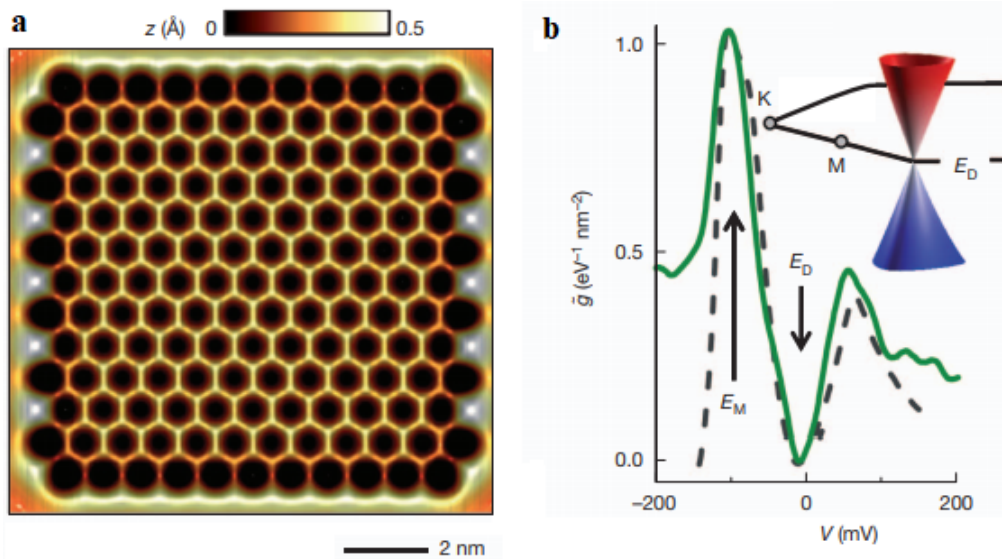 a
z (Å) 0 0.5
2 nm
b
1.0
0.5
0.0
g̃ (eV⁻¹ nm⁻²)
K
M
E_D
E_D
E_M
−200 0 200
V (mV)